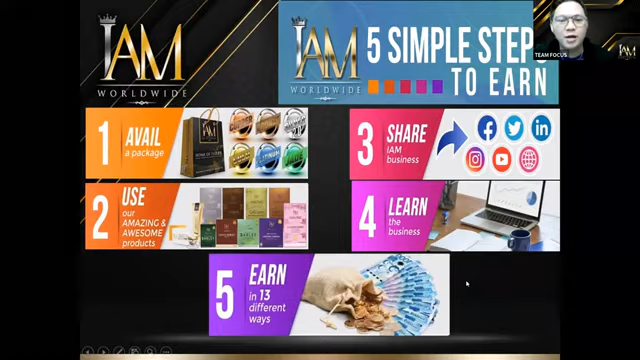 IAM
WORLDWIDE
IAM
WORLDWIDE
5 SIMPLE STEPS
TO EARN
TEAM FOCUS
1 AVAIL
a package
2 USE
our
AMAZING &
AWESOME
products
3 SHARE
IAM
business
4 LEARN
the
business
5 EARN
in 13
different
ways